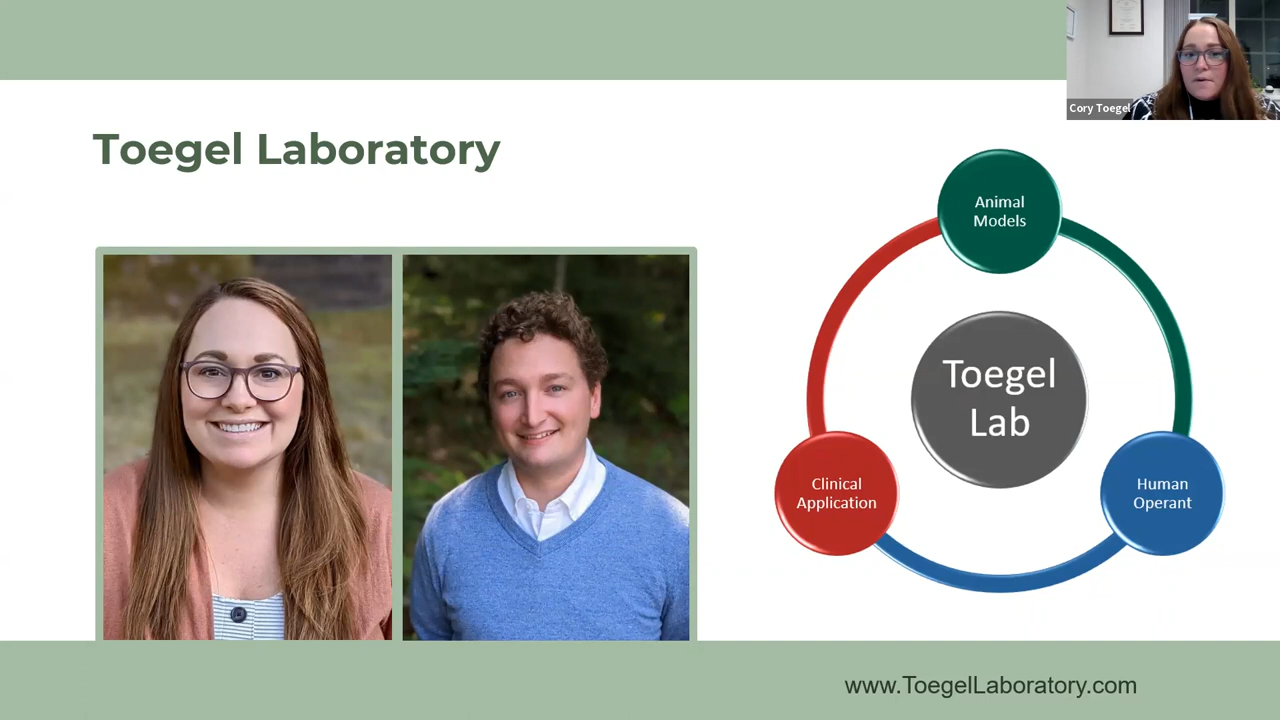 Cory Toegel
Toegel Laboratory
Animal
Models
Toegel
Lab
Clinical
Application
Human
Operant
www.ToegelLaboratory.com